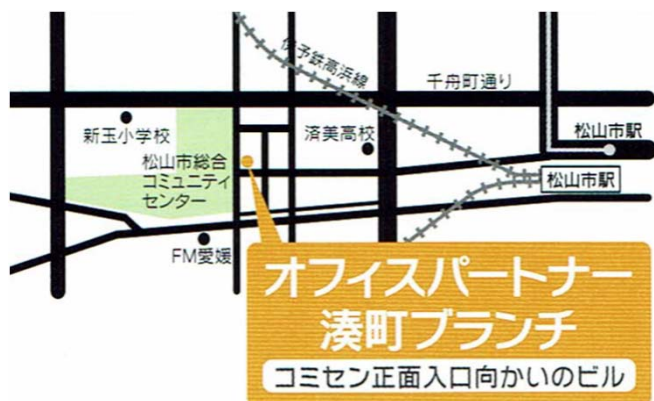 伊予鉄高浜線
千舟町通り
新玉小学校
済美高校
松山市駅
松山市総合
コミュニティ
センター
松山市駅
FM愛媛
オフィスパートナー
湊町ブランチ
コミセン正面入口向かいのビル